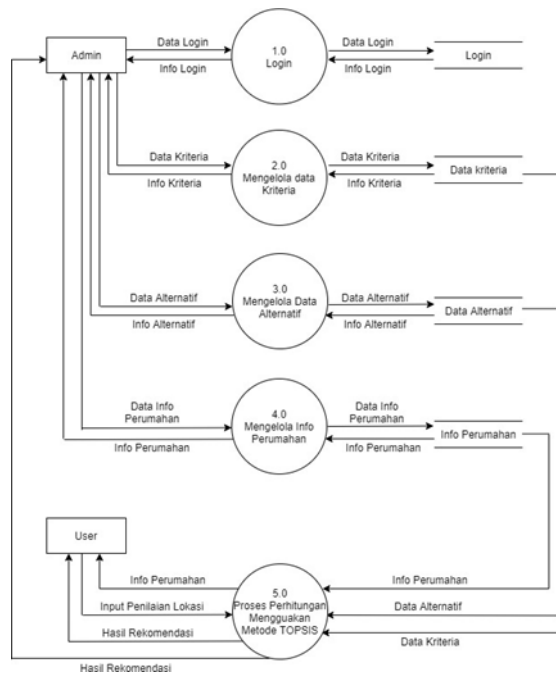 Admin
Data Login
Info Login
1.0
Login
Data Login
Info Login
Login
Data Kriteria
Info Kriteria
2.0
Mengelola data
Kriteria
Data Kriteria
Info Kriteria
Data kriteria
Data Alternatif
Info Alternatif
3.0
Mengelola Data
Alternatif
Data Alternatif
Info Alternatif
Data Alternatif
Data Info
Perumahan
Info Perumahan
4.0
Mengelola Info
Perumahan
Data Info
Perumahan
Info Perumahan
Info Perumahan
User
Info Perumahan
Input Penilaian Lokasi
Hasil Rekomendasi
Hasil Rekomendasi
5.0
Proses Perhitungan
Mengguakan
Metode TOPSIS
Info Perumahan
Data Alternatif
Data Kriteria